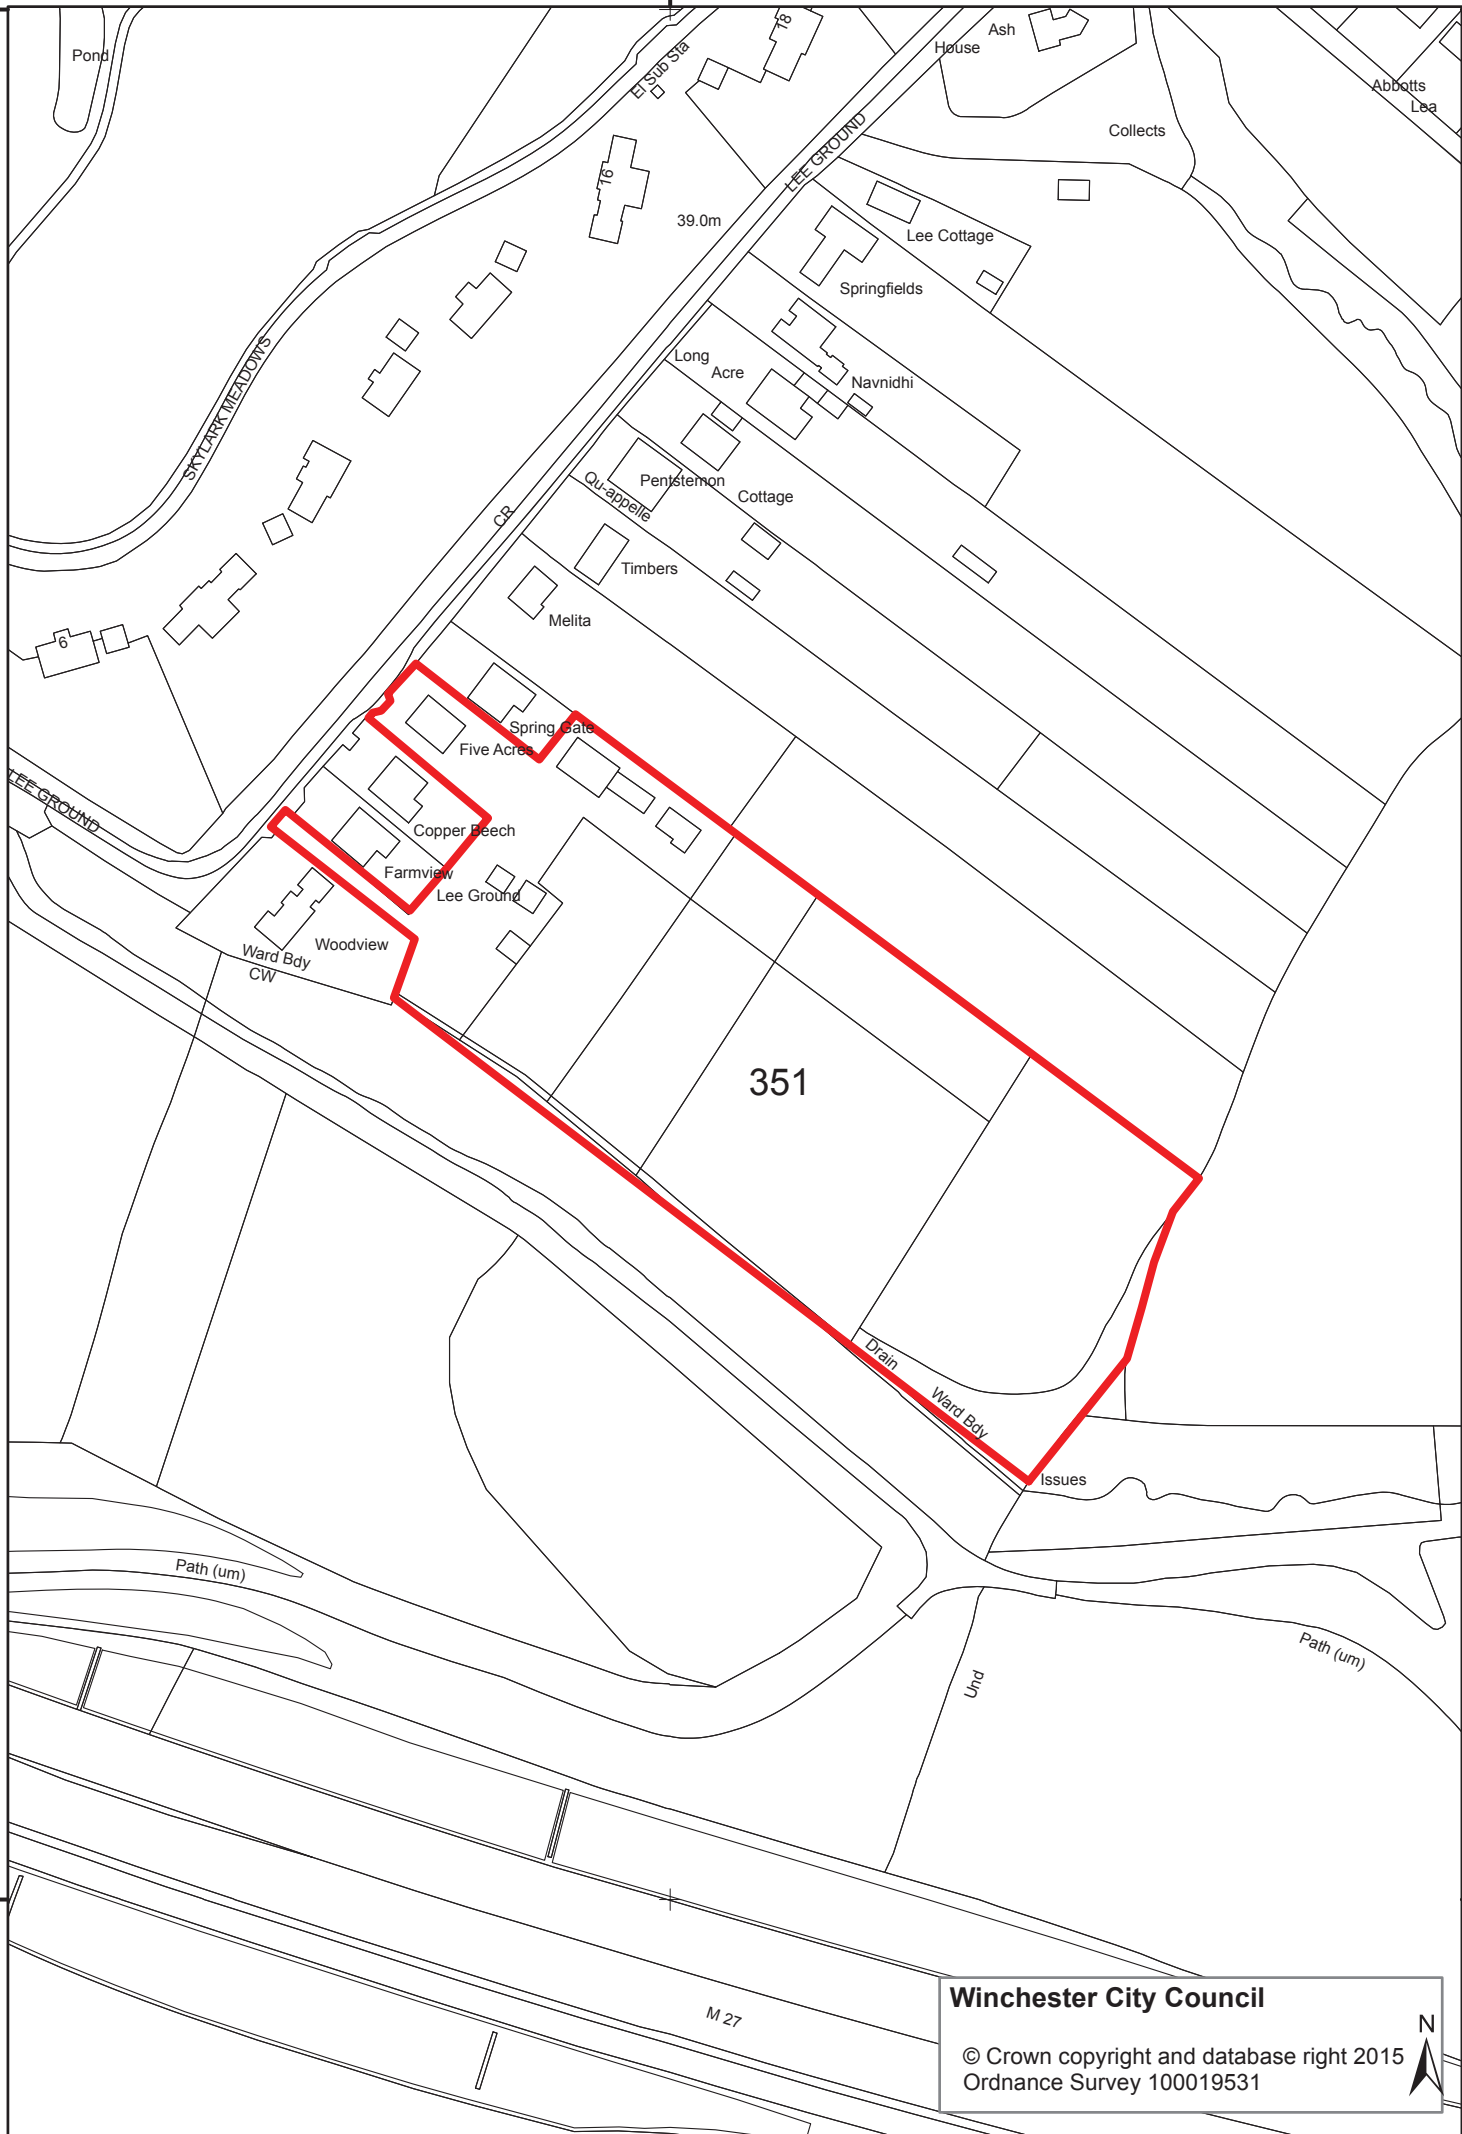 Pond
El Sub Sta
18
House
Ash
Abbotts
Lea
Collects
LEE GROUND
16
39.0m
Lee Cottage
Springfields
SKYLARK MEADOWS
Long
Acre
Navnidhi
Pentstemon
Cottage
Qu-appelle
CR
Timbers
Melita
6
Spring Gate
Five Acres
LEE GROUND
Copper Beech
Farmview
Lee Ground
Woodview
Ward Bdy
CW
351
Drain
Ward Bdy
Issues
Path (um)
Path (um)
Und
M 27
Winchester City Council
N
© Crown copyright and database right 2015
Ordnance Survey 100019531